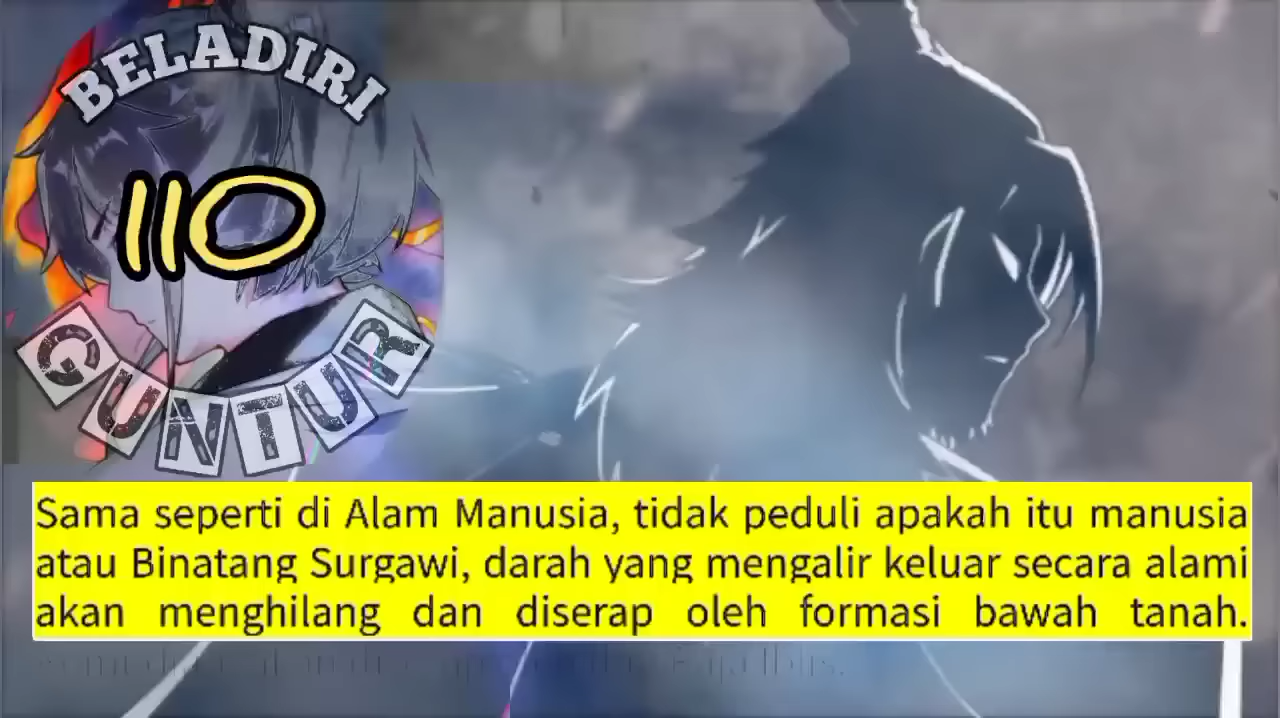 BELADIRI
110
GUNTUR
Sama seperti di Alam Manusia, tidak peduli apakah itu manusia
atau Binatang Surgawi, darah yang mengalir keluar secara alami
akan menghilang dan diserap oleh formasi bawah tanah.